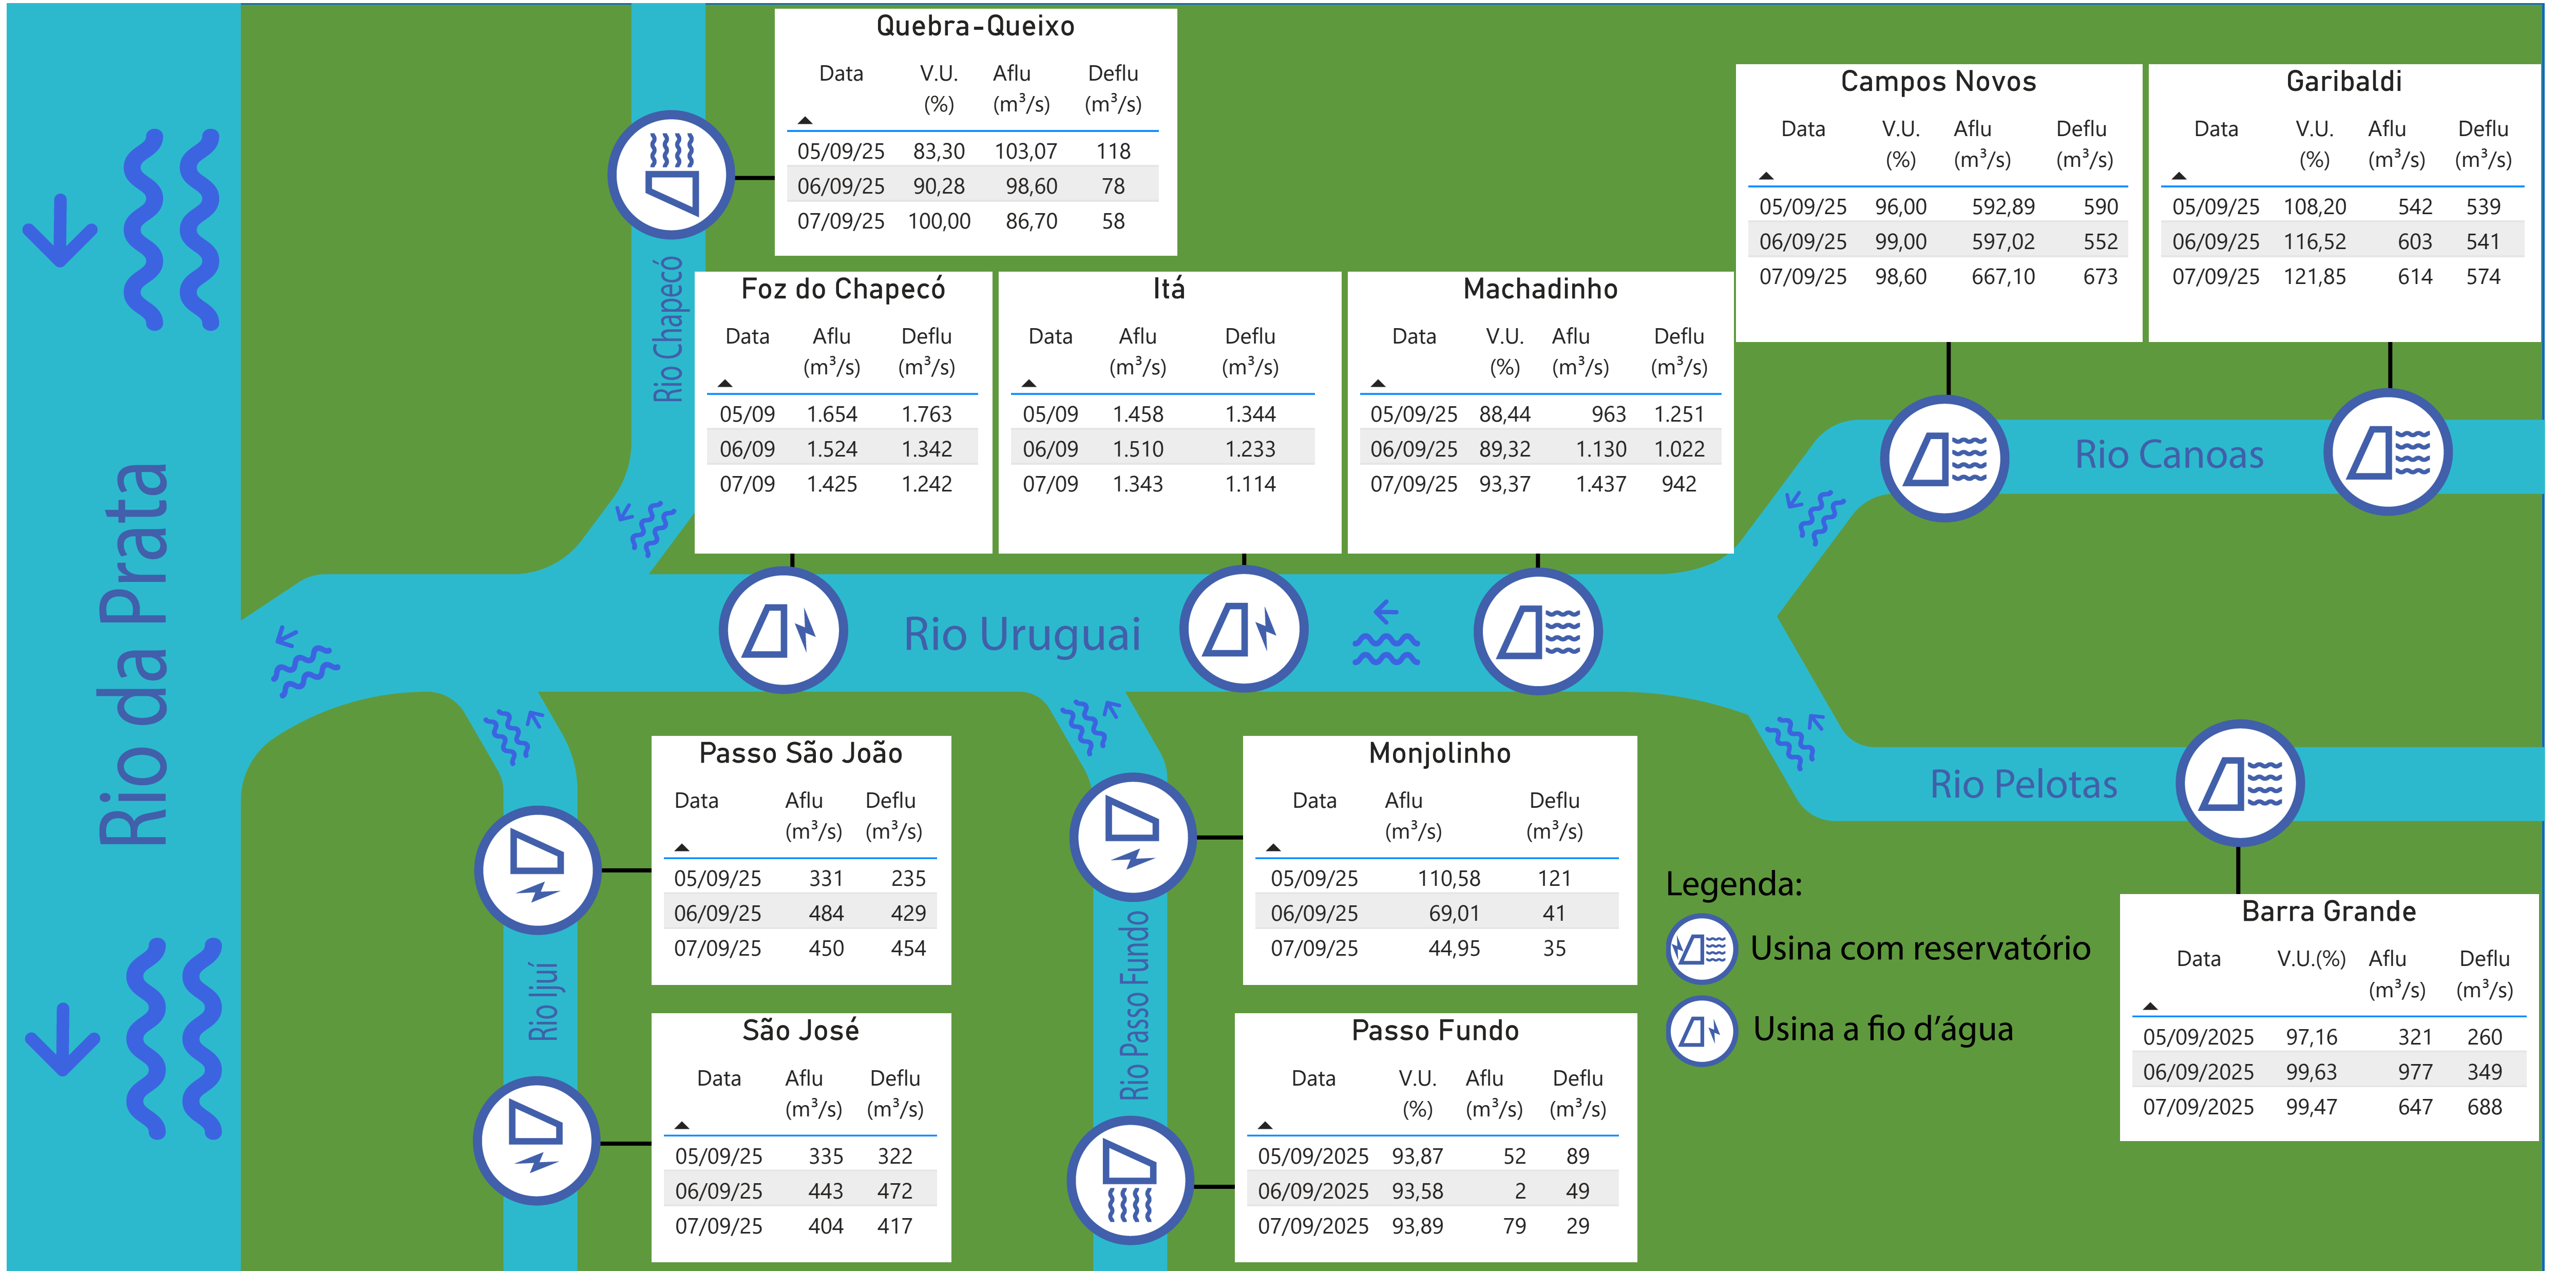 Quebra-Queixo
Data V.U. (%) Aflu (m³/s) Deflu (m³/s)
05/09/25 83,30 103,07 118
06/09/25 90,28 98,60 78
07/09/25 100,00 86,70 58
Campos Novos
Data V.U. (%) Aflu (m³/s) Deflu (m³/s)
05/09/25 96,00 592,89 590
06/09/25 99,00 597,02 552
07/09/25 98,60 667,10 673
Garibaldi
Data V.U. (%) Aflu (m³/s) Deflu (m³/s)
05/09/25 108,20 542 539
06/09/25 116,52 603 541
07/09/25 121,85 614 574
Rio Chapecó
Foz do Chapecó
Data Aflu (m³/s) Deflu (m³/s)
05/09 1.654 1.763
06/09 1.524 1.342
07/09 1.425 1.242
Itá
Data Aflu (m³/s) Deflu (m³/s)
05/09 1.458 1.344
06/09 1.510 1.233
07/09 1.343 1.114
Machadinho
Data V.U. (%) Aflu (m³/s) Deflu (m³/s)
05/09/25 88,44 963 1.251
06/09/25 89,32 1.130 1.022
07/09/25 93,37 1.437 942
Rio Canoas
Rio da Prata
Rio Uruguai
Rio Pelotas
Passo São João
Data Aflu (m³/s) Deflu (m³/s)
05/09/25 331 235
06/09/25 484 429
07/09/25 450 454
Monjolinho
Data Aflu (m³/s) Deflu (m³/s)
05/09/25 110,58 121
06/09/25 69,01 41
07/09/25 44,95 35
Legenda:
Usina com reservatório
Usina a fio d'água
Barra Grande
Data V.U.(%) Aflu (m³/s) Deflu (m³/s)
05/09/2025 97,16 321 260
06/09/2025 99,63 977 349
07/09/2025 99,47 647 688
Rio Ijuí
São José
Data Aflu (m³/s) Deflu (m³/s)
05/09/25 335 322
06/09/25 443 472
07/09/25 404 417
Rio Passo Fundo
Passo Fundo
Data V.U. (%) Aflu (m³/s) Deflu (m³/s)
05/09/2025 93,87 52 89
06/09/2025 93,58 2 49
07/09/2025 93,89 79 29